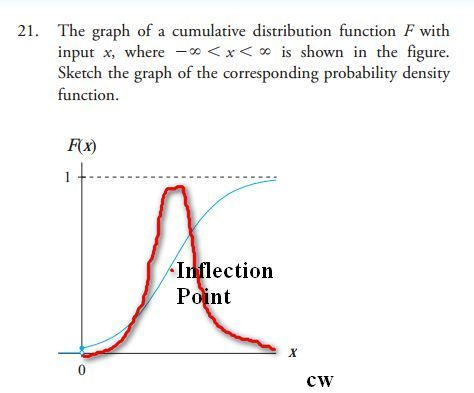 21. The graph of a cumulative distribution function F with
input x, where −∞ < x < ∞ is shown in the figure.
Sketch the graph of the corresponding probability density
function.
F(x)
1
Inflection
Point
x
0
CW